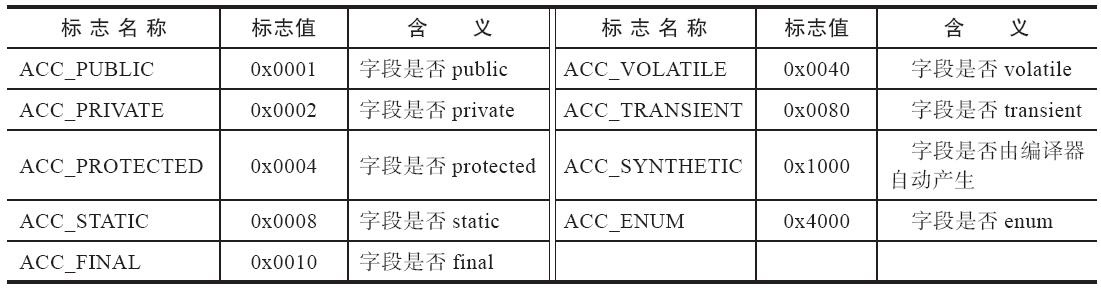 标志名称 标志值 含义 标志名称 标志值 含义
ACC_PUBLIC 0x0001 字段是否 public ACC_VOLATILE 0x0040 字段是否 volatile
ACC_PRIVATE 0x0002 字段是否 private ACC_TRANSIENT 0x0080 字段是否 transient
ACC_PROTECTED 0x0004 字段是否 protected ACC_SYNTHETIC 0x1000 字段是否由编译器
自动产生
ACC_STATIC 0x0008 字段是否 static ACC_ENUM 0x4000 字段是否 enum
ACC_FINAL 0x0010 字段是否 final